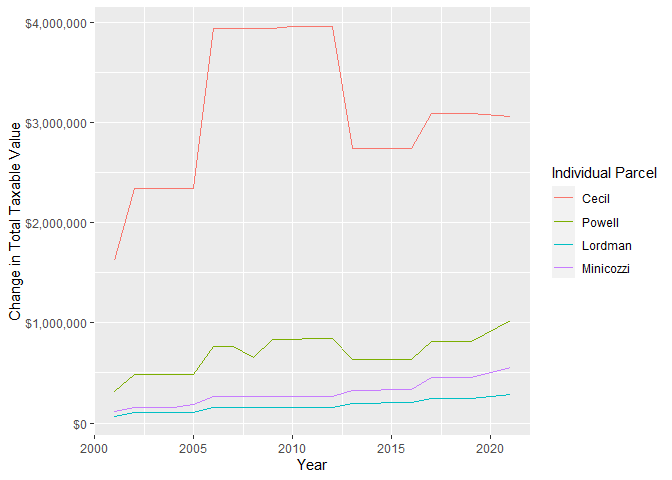 Change in Total Taxable Value
$4,000,000
$3,000,000
$2,000,000
$1,000,000
$0
2000
2005
2010
2015
2020
Year
Individual Parcel
Cecil
Powell
Lordman
Minicozzi